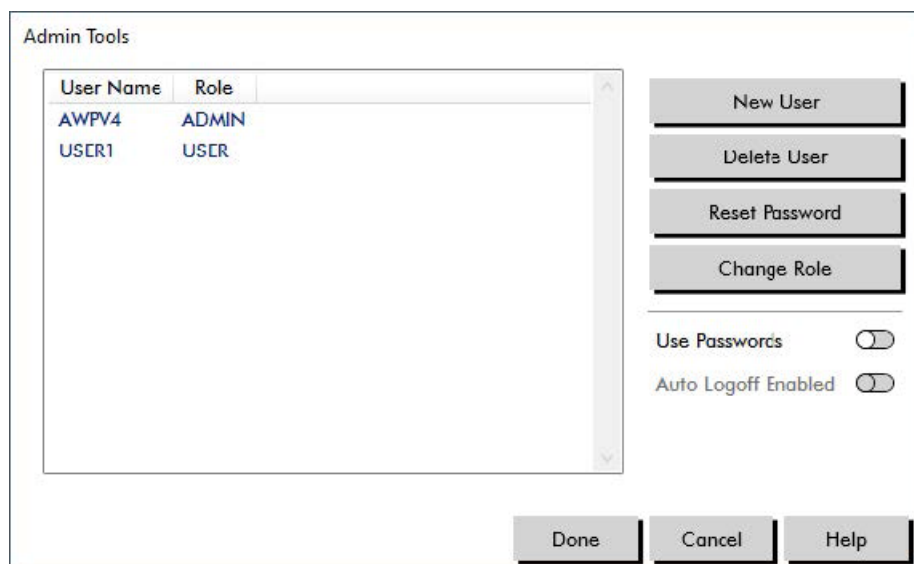 Admin Tools
User Name Role
AWPV4 ADMIN
USER1 USER
New User
Delete User
Reset Password
Change Role
Use Passwords
Auto Logoff Enabled
Done Cancel Help